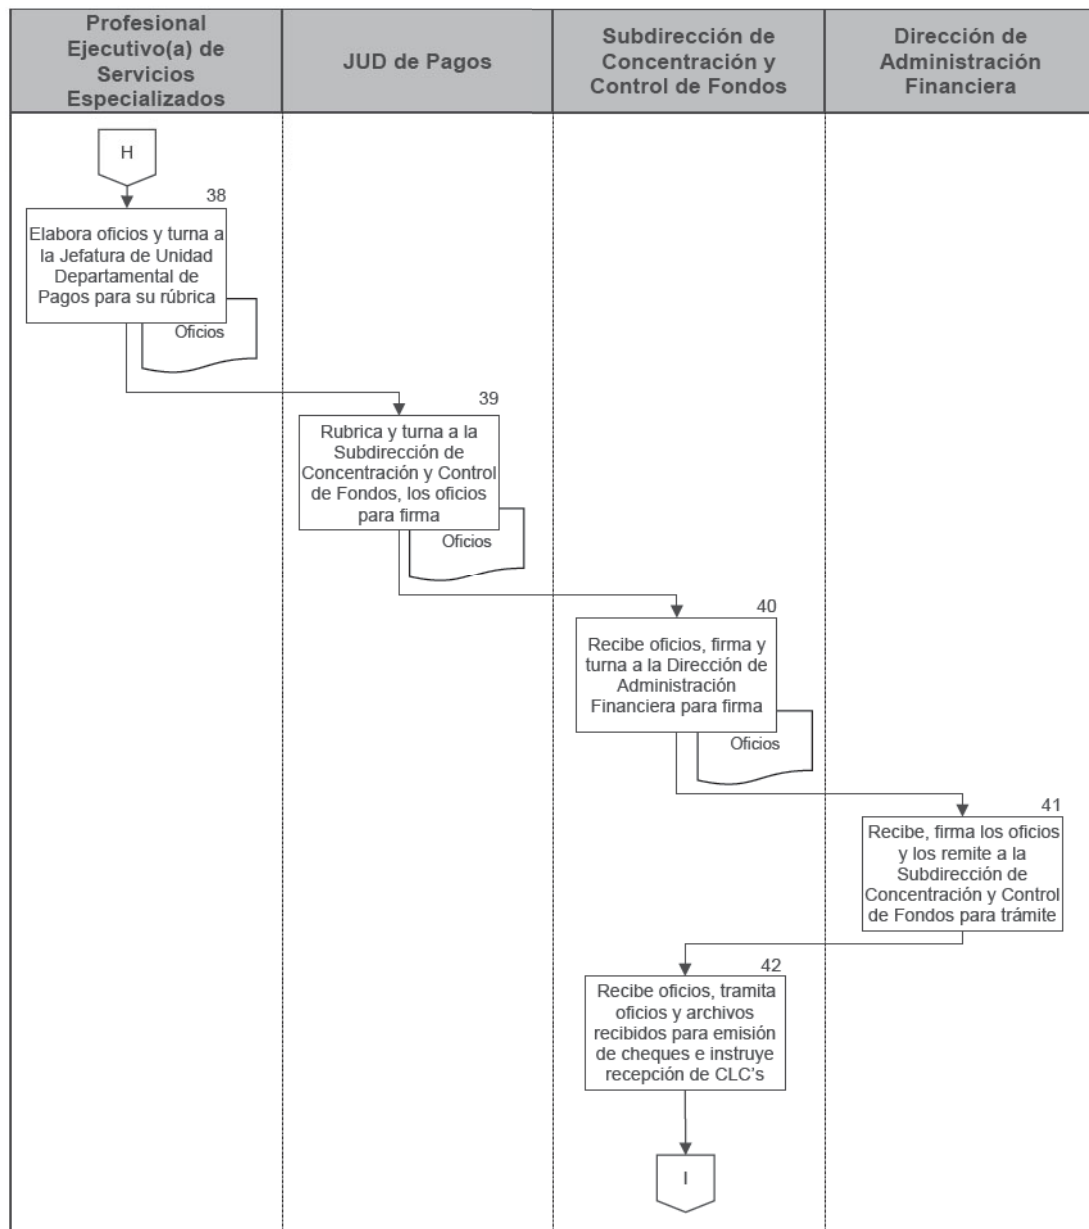 Profesional
Ejecutivo(a) de
Servicios
Especializados
JUD de Pagos
Subdirección de
Concentración y
Control de Fondos
Dirección de
Administración
Financiera
H
38
Elabora oficios y turna a
la Jefatura de Unidad
Departamental de
Pagos para su rúbrica
Oficios
39
Rubrica y turna a la
Subdirección de
Concentración y Control
de Fondos, los oficios
para firma
Oficios
40
Recibe oficios, firma y
turna a la Dirección de
Administración
Financiera para firma
Oficios
41
Recibe, firma los oficios
y los remite a la
Subdirección de
Concentración y Control
de Fondos para trámite
42
Recibe oficios, tramita
oficios y archivos
recibidos para emisión
de cheques e instruye
recepción de CLC's
I